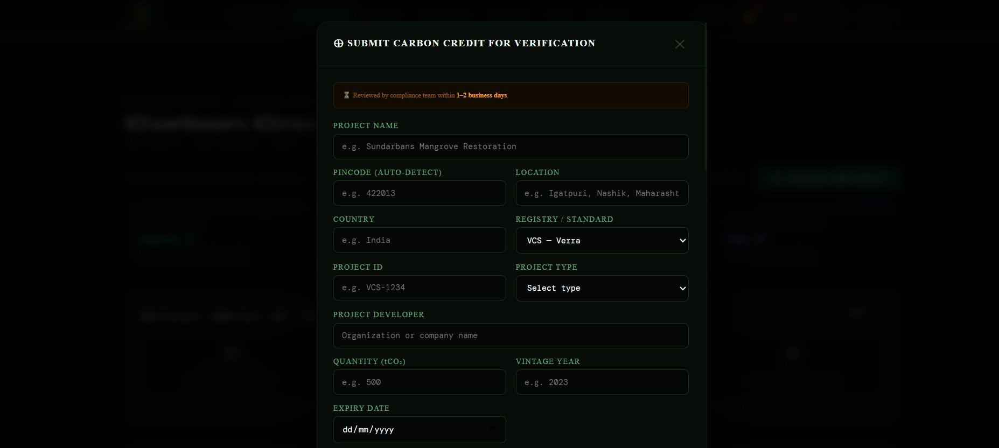 ⨁ SUBMIT CARBON CREDIT FOR VERIFICATION
⏳ Reviewed by compliance team within 1–2 business days.
PROJECT NAME
e.g. Sundarbans Mangrove Restoration
PINCODE (AUTO-DETECT)
e.g. 422013
LOCATION
e.g. Igatpuri, Nashik, Maharasht
COUNTRY
e.g. India
REGISTRY / STANDARD
VCS — Verra
PROJECT ID
e.g. VCS-1234
PROJECT TYPE
Select type
PROJECT DEVELOPER
Organization or company name
QUANTITY (tCO₂)
e.g. 500
VINTAGE YEAR
e.g. 2023
EXPIRY DATE
dd/mm/yyyy